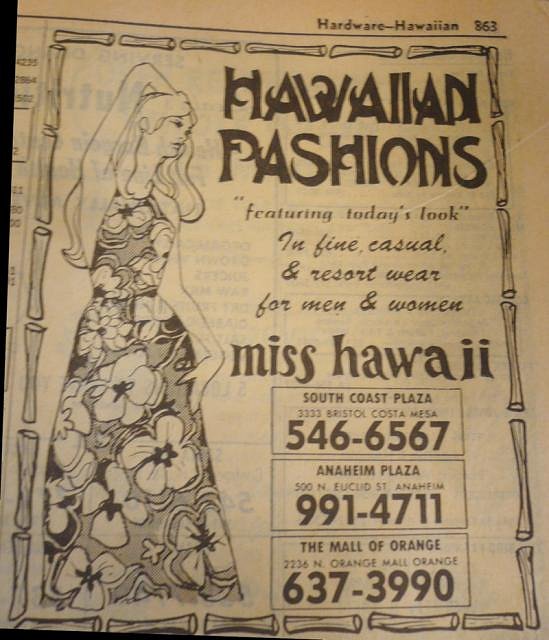 Hardware—Hawaiian 863
4235
2864
HAWAIIAN
FASHIONS
"featuring today's look"
In fine, casual,
& resort wear
for men & women
miss hawaii
SOUTH COAST PLAZA
3333 BRISTOL COSTA MESA
546-6567
ANAHEIM PLAZA
500 N. EUCLID ST. ANAHEIM
991-4711
THE MALL OF ORANGE
2236 N. ORANGE MALL ORANGE
637-3990